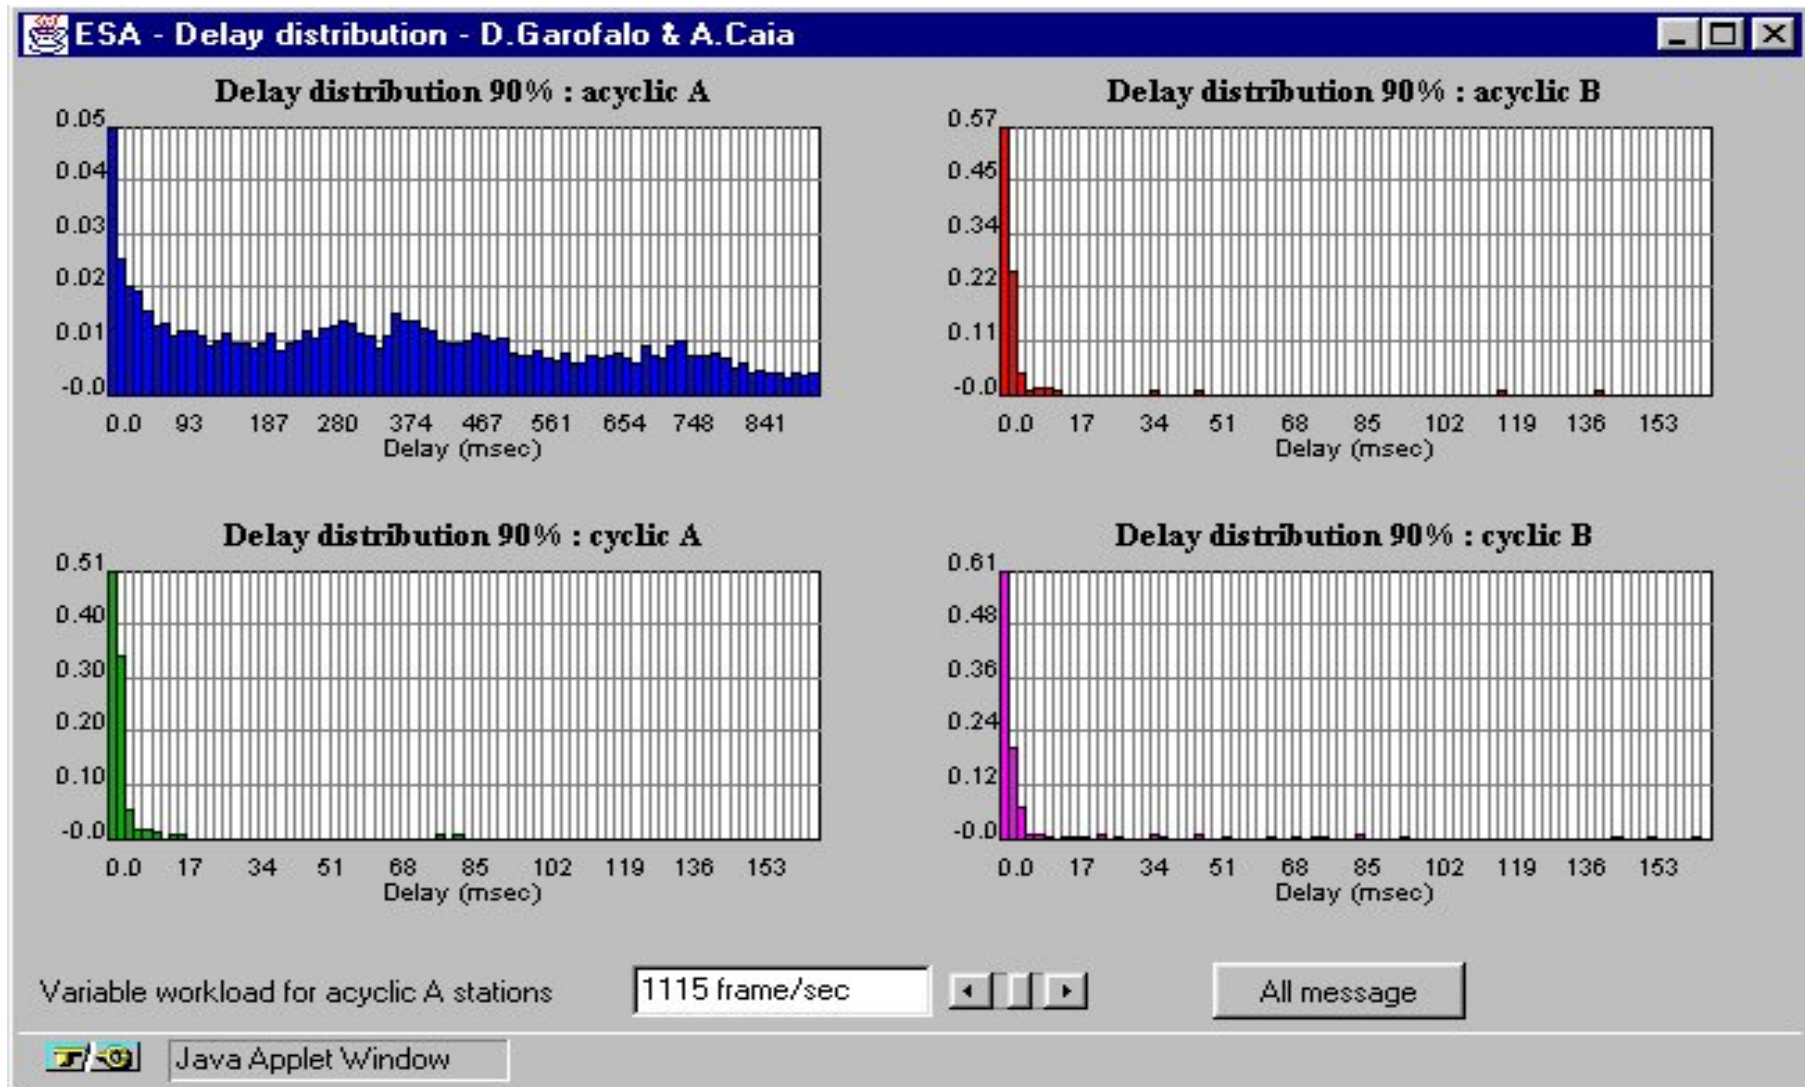 ESA - Delay distribution - D.Garofalo & A.Caia
Delay distribution 90% : acyclic A
0.05
0.04
0.03
0.02
0.01
-0.0
0.0 93 187 280 374 467 561 654 748 841
Delay (msec)
Delay distribution 90% : acyclic B
0.57
0.45
0.34
0.22
0.11
-0.0
0.0 17 34 51 68 85 102 119 136 153
Delay (msec)
Delay distribution 90% : cyclic A
0.51
0.40
0.30
0.20
0.10
-0.0
0.0 17 34 51 68 85 102 119 136 153
Delay (msec)
Delay distribution 90% : cyclic B
0.61
0.48
0.36
0.24
0.12
-0.0
0.0 17 34 51 68 85 102 119 136 153
Delay (msec)
Variable workload for acyclic A stations 1115 frame/sec All message
Java Applet Window